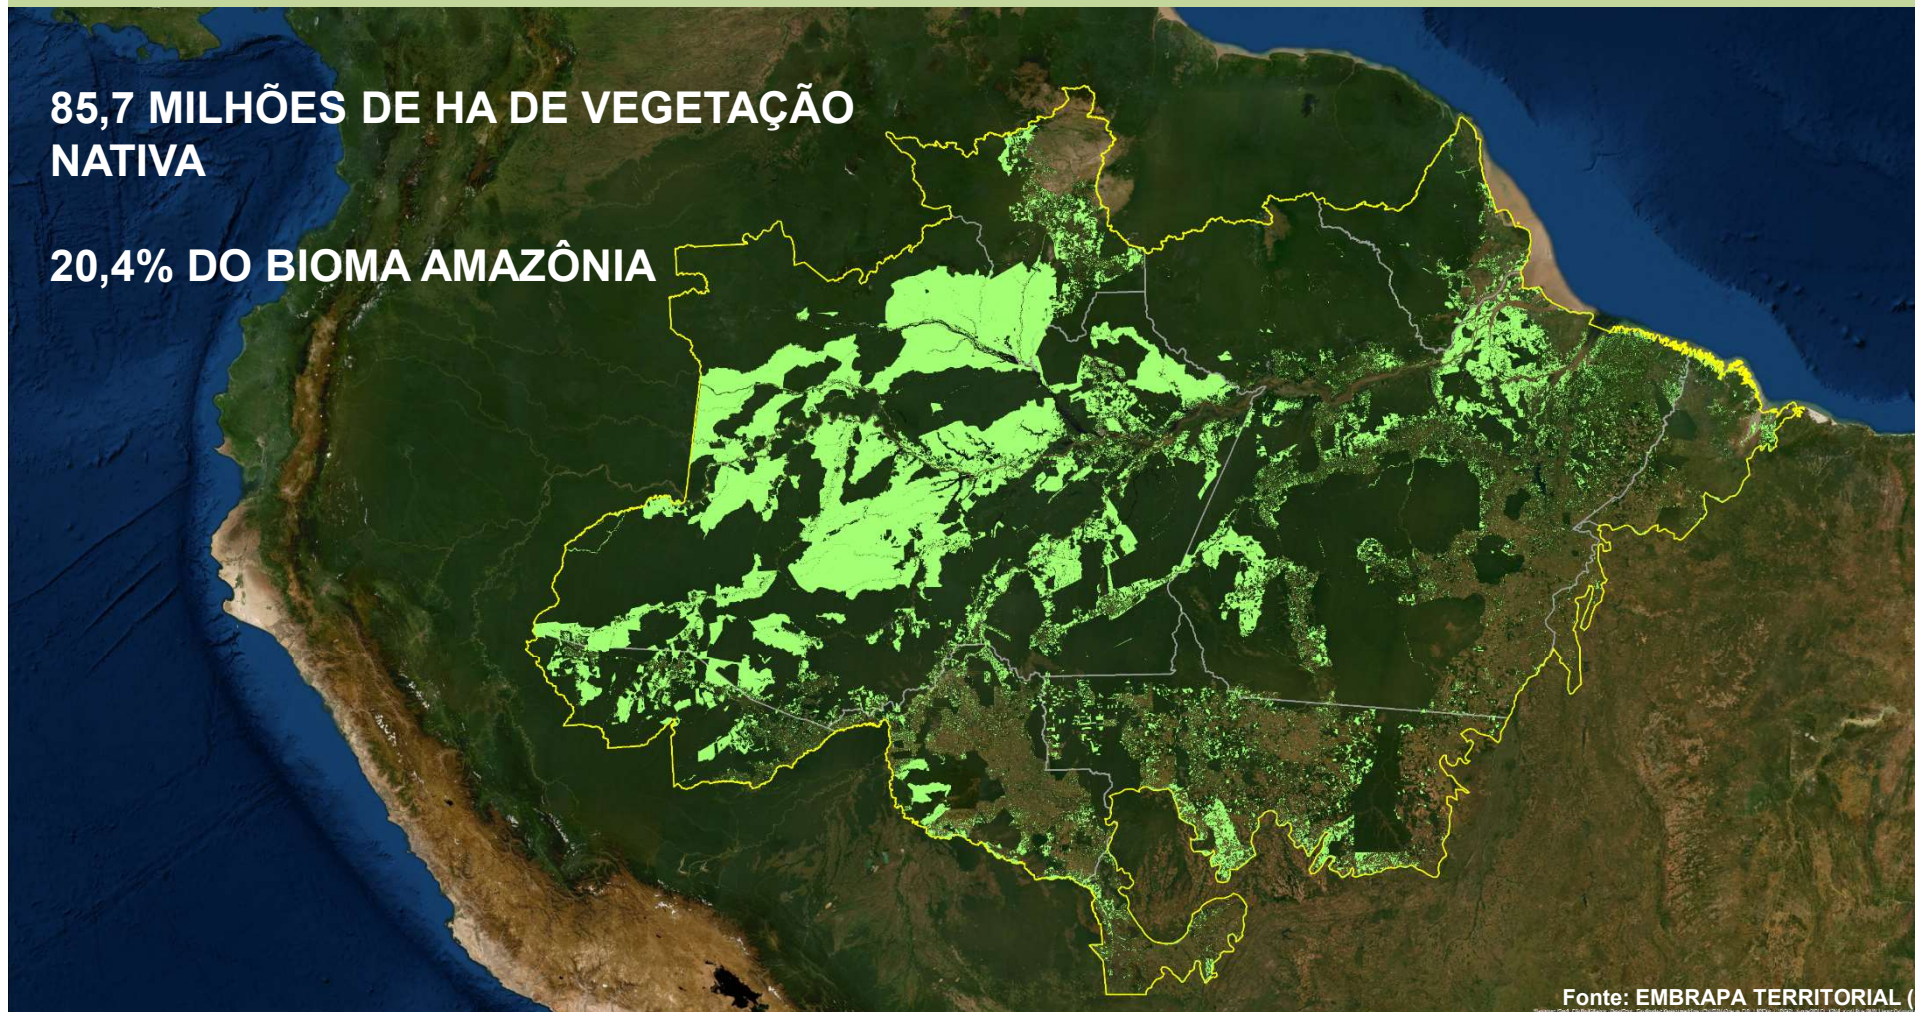 85,7 MILHÕES DE HA DE VEGETAÇÃO
NATIVA
20,4% DO BIOMA AMAZÔNIA
Fonte: EMBRAPA TERRITORIAL (